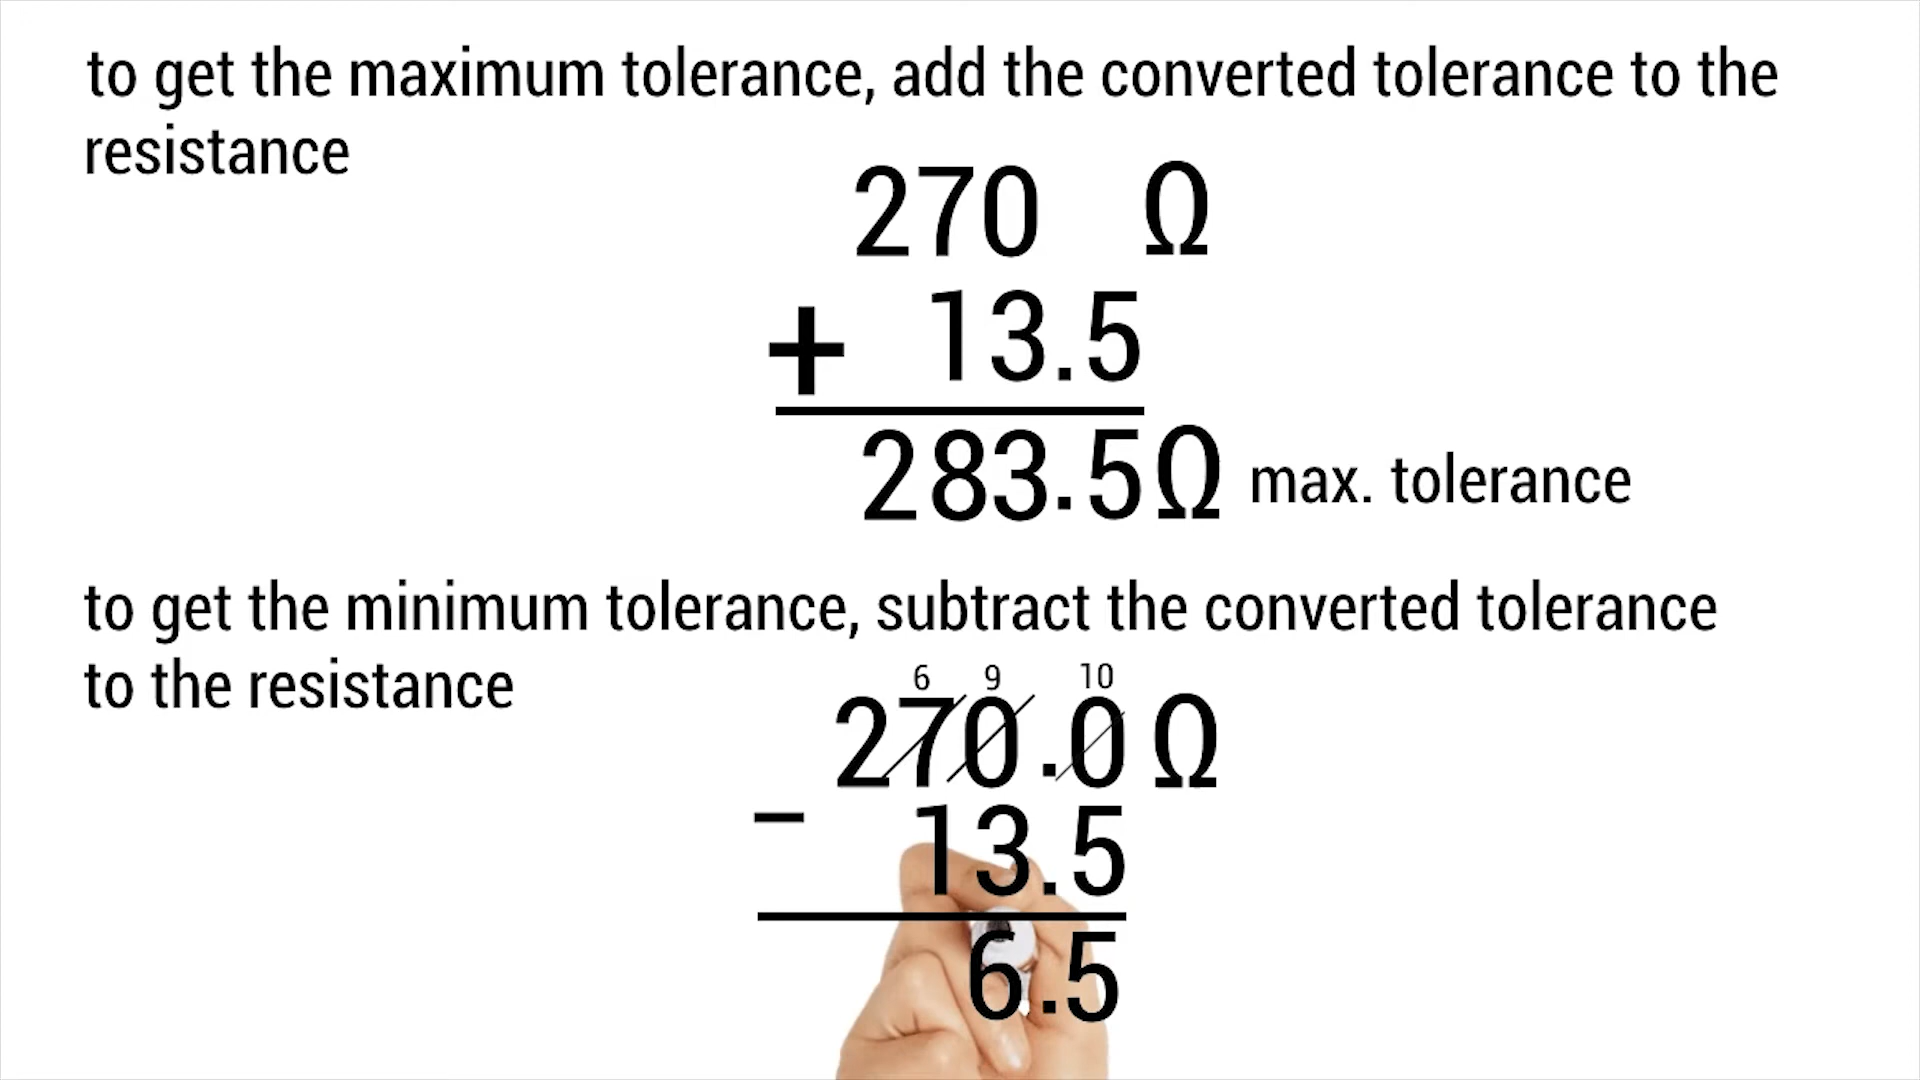 to get the maximum tolerance, add the converted tolerance to the
resistance
270 Ω
+ 13.5
283.5Ω max. tolerance
to get the minimum tolerance, subtract the converted tolerance
to the resistance
6 9 10
270.0 Ω
- 13.5
6.5